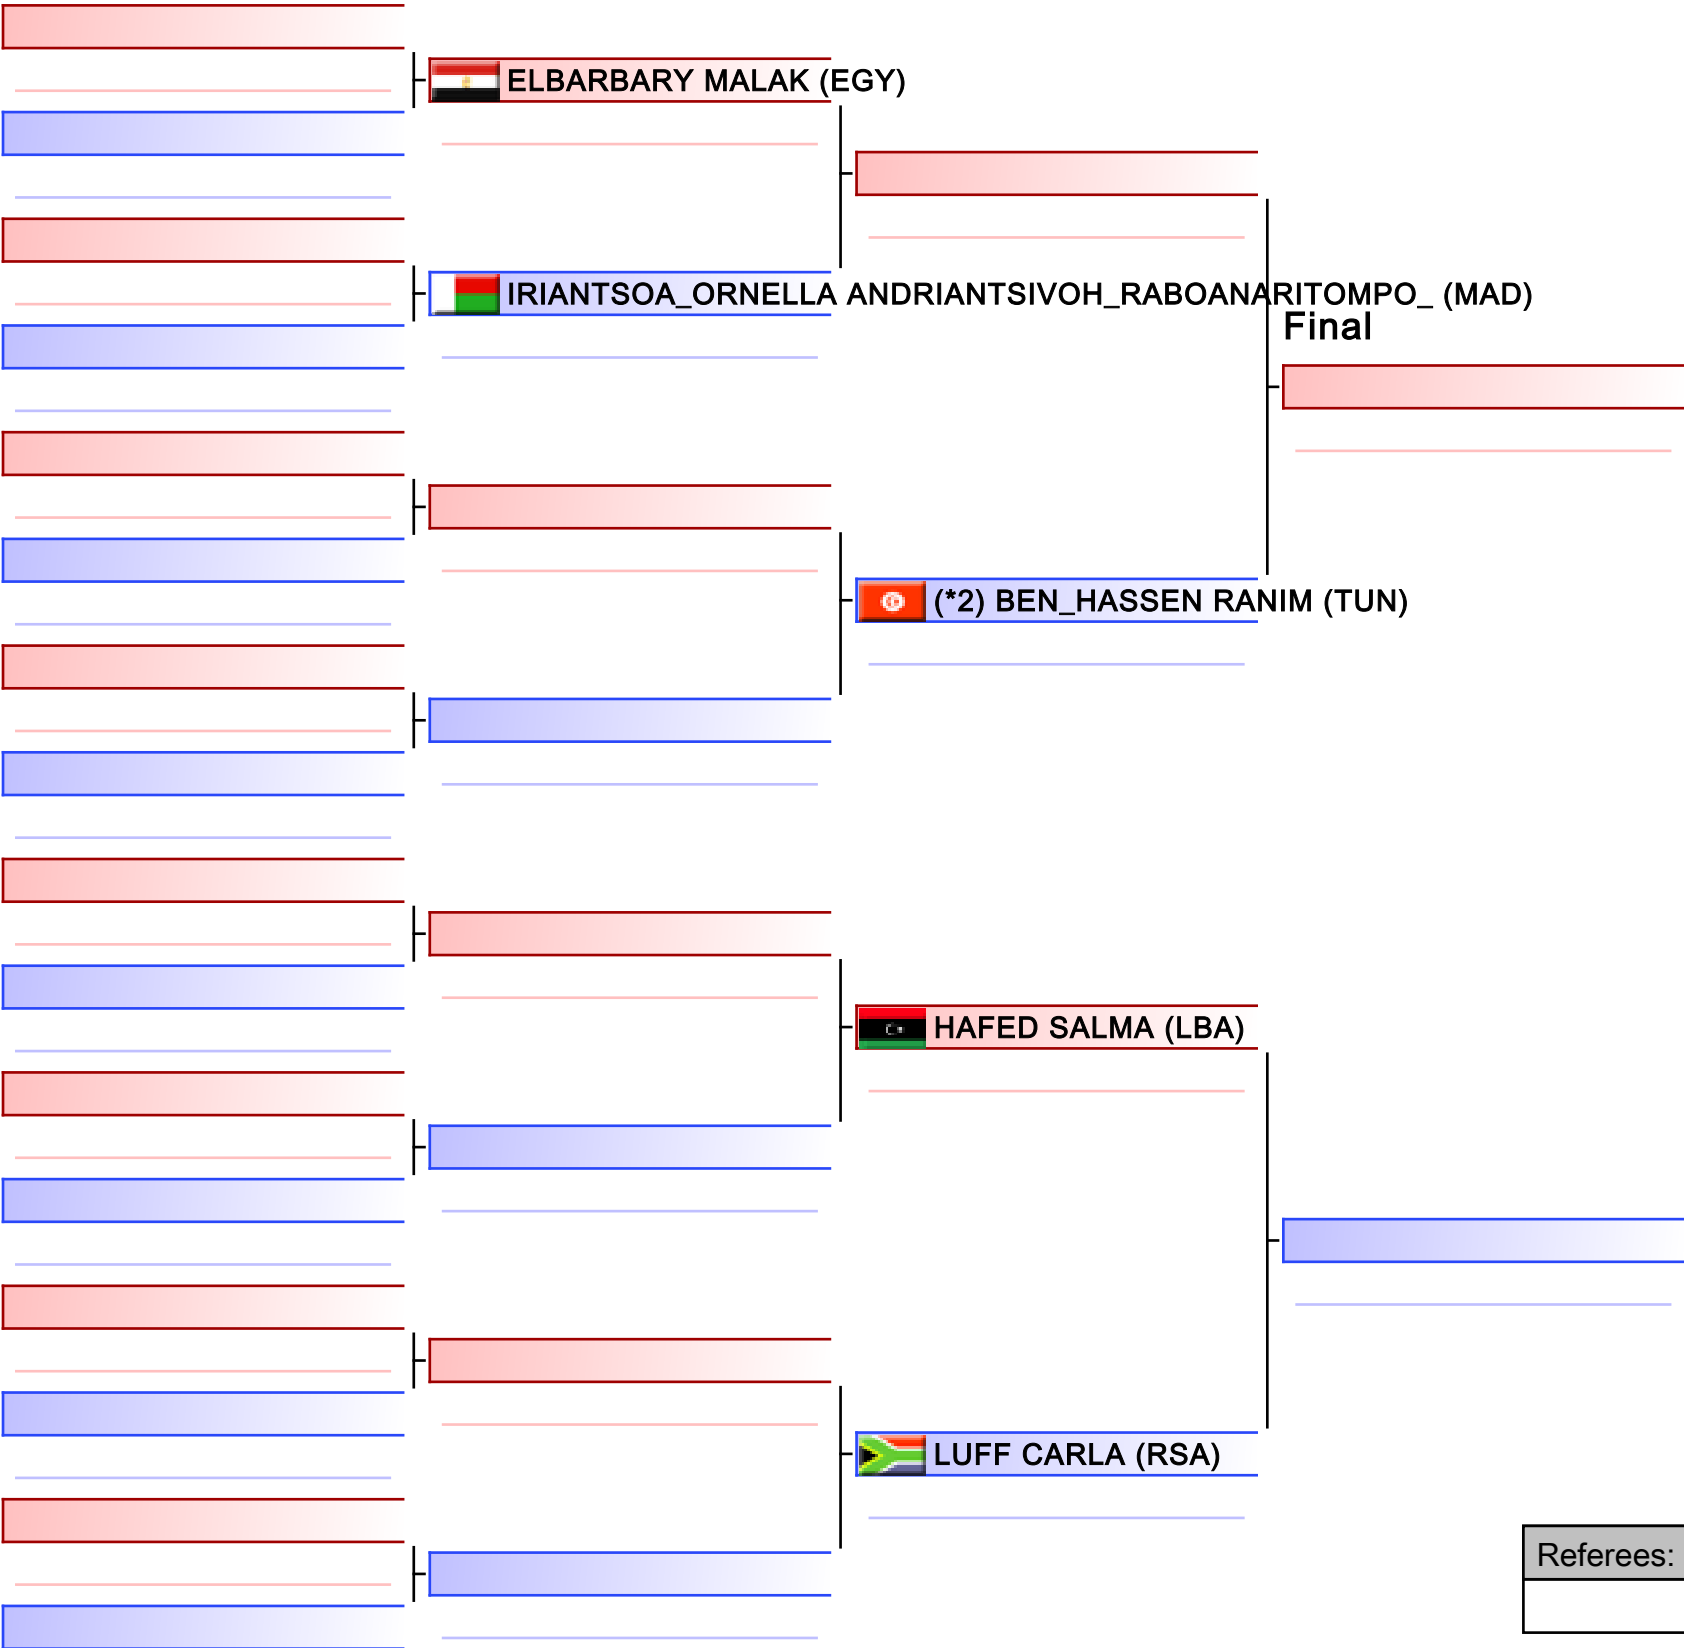 ELBARBARY MALAK (EGY)
IRIANTSOA_ORNELLA ANDRIANTSIVOH_RABOANARITOMPO_ (MAD)
Final
(*2) BEN_HASSEN RANIM (TUN)
HAFED SALMA (LBA)
LUFF CARLA (RSA)
Referees: